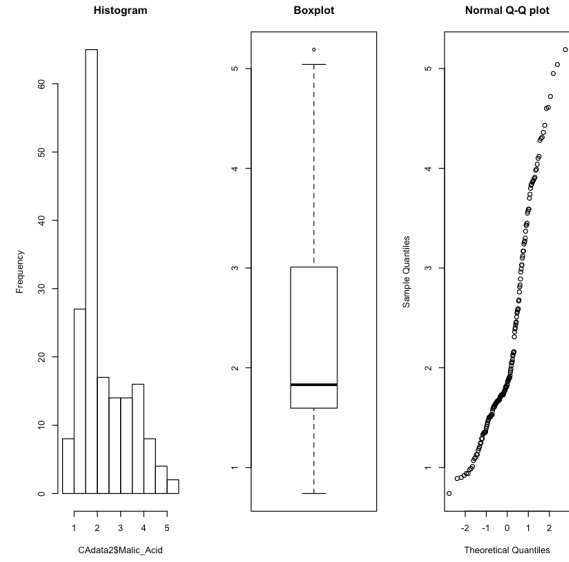 Histogram
Frequency
0 10 20 30 40 50 60
1 2 3 4 5
CAdata2$Malic_Acid
Boxplot
1 2 3 4 5
Normal Q-Q plot
Sample Quantiles
1 2 3 4 5
-2 -1 0 1 2
Theoretical Quantiles